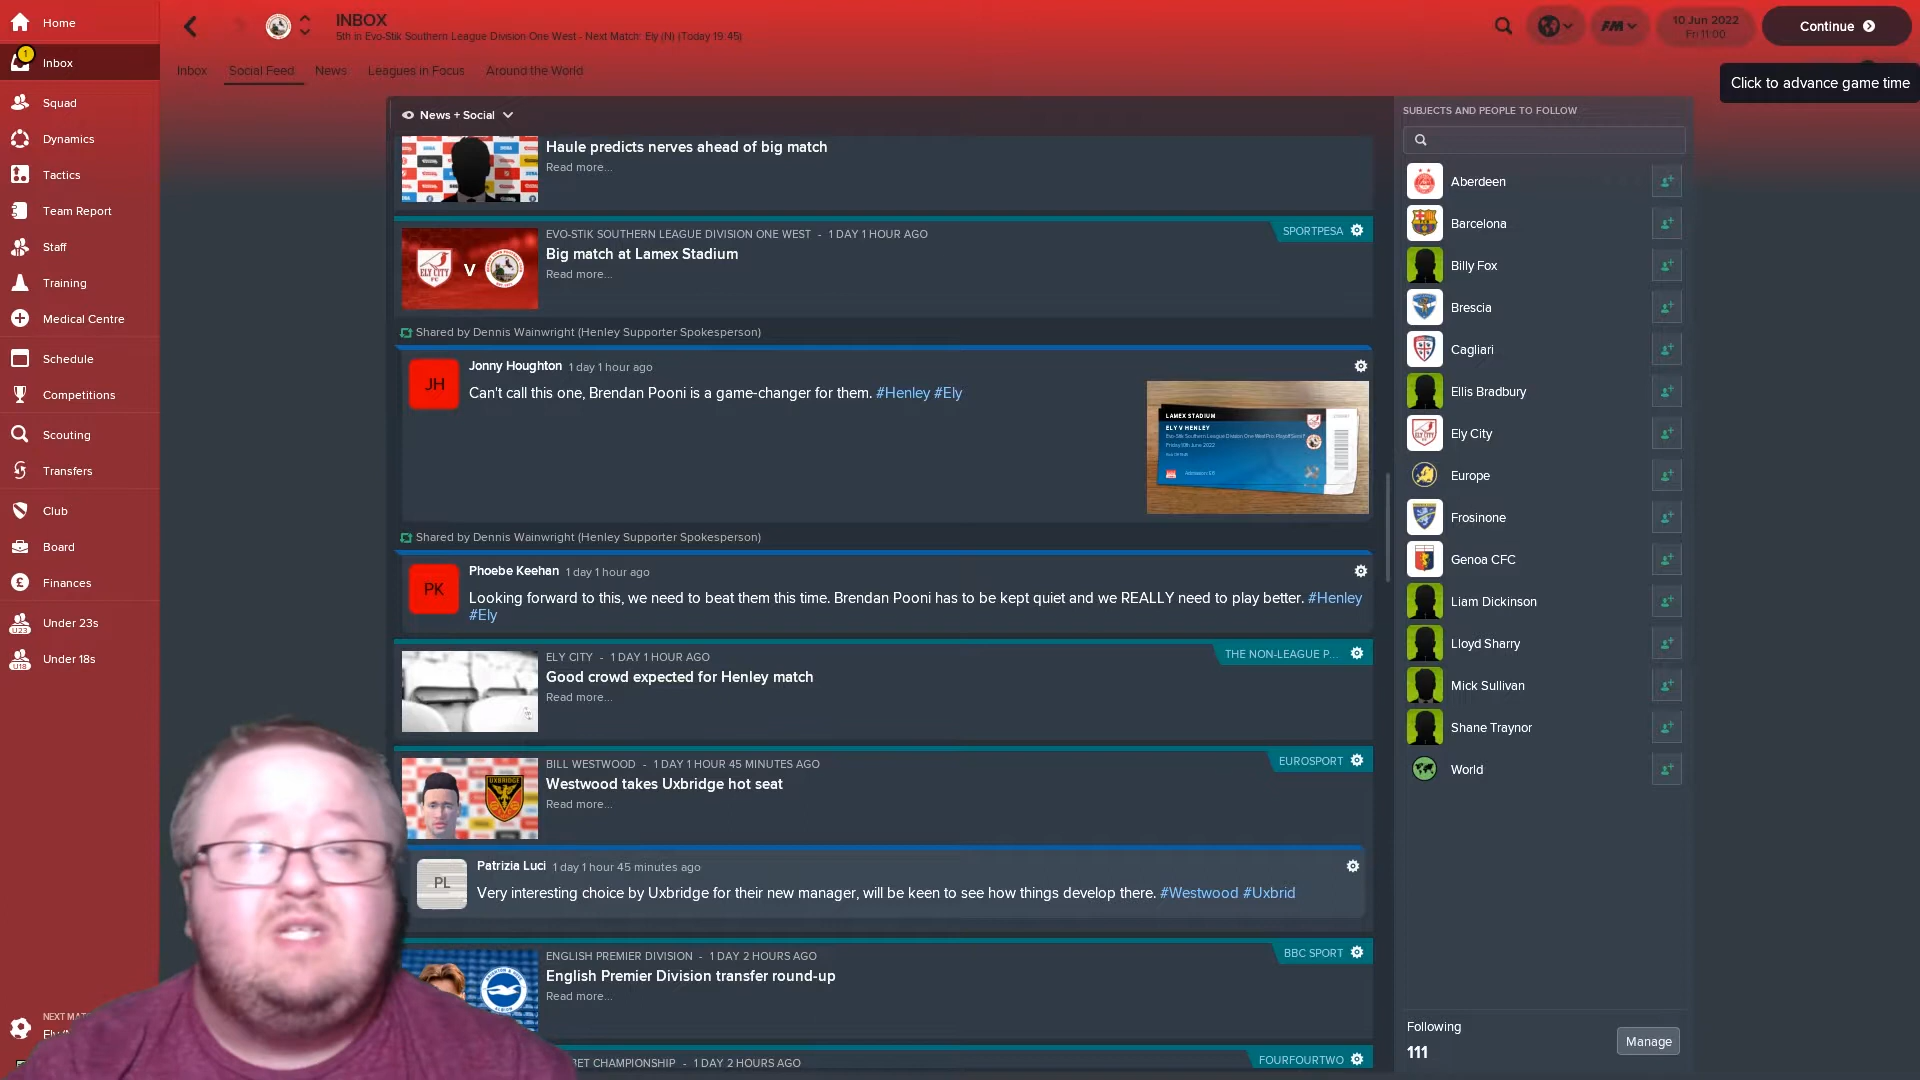 Home
1
Inbox
Squad
Dynamics
Tactics
Team Report
Staff
Training
Medical Centre
Schedule
Competitions
Scouting
Transfers
Club
Board
Finances
U23
Under 23s
U18
Under 18s
NEXT MAT
INBOX
5th in Evo-Stik Southern League Division One West - Next Match: Ely (N) (Today 19:45)
FM
10 Jun 2022
Fri 11:00
Continue
Click to advance game time
Inbox
Social Feed
News
Leagues in Focus
Around the World
News + Social
Haule predicts nerves ahead of big match
Read more...
EVO-STIK SOUTHERN LEAGUE DIVISION ONE WEST - 1 DAY 1 HOUR AGO
SPORTPESA
ELY CITY
V
Big match at Lamex Stadium
Read more...
Shared by Dennis Wainwright (Henley Supporter Spokesperson)
JH
Jonny Houghton 1 day 1 hour ago
Can't call this one, Brendan Pooni is a game-changer for them. #Henley #Ely
LAMEX STADIUM
ELY V HENLEY
Friday 10th June 2022
Shared by Dennis Wainwright (Henley Supporter Spokesperson)
PK
Phoebe Keehan 1 day 1 hour ago
Looking forward to this, we need to beat them this time. Brendan Pooni has to be kept quiet and we REALLY need to play better. #Henley
#Ely
ELY CITY - 1 DAY 1 HOUR AGO
THE NON-LEAGUE P...
Good crowd expected for Henley match
Read more...
BILL WESTWOOD - 1 DAY 1 HOUR 45 MINUTES AGO
EUROSPORT
UXBRIDGE
Westwood takes Uxbridge hot seat
Read more...
PL
Patrizia Luci 1 day 1 hour 45 minutes ago
Very interesting choice by Uxbridge for their new manager, will be keen to see how things develop there. #Westwood #Uxbrid
ENGLISH PREMIER DIVISION - 1 DAY 2 HOURS AGO
BBC SPORT
English Premier Division transfer round-up
Read more...
BET CHAMPIONSHIP - 1 DAY 2 HOURS AGO
FOURFOURTWO
SUBJECTS AND PEOPLE TO FOLLOW
Aberdeen
Barcelona
Billy Fox
Brescia
Cagliari
Ellis Bradbury
Ely City
Europe
Frosinone
Genoa CFC
Liam Dickinson
Lloyd Sharry
Mick Sullivan
Shane Traynor
World
Following
111
Manage